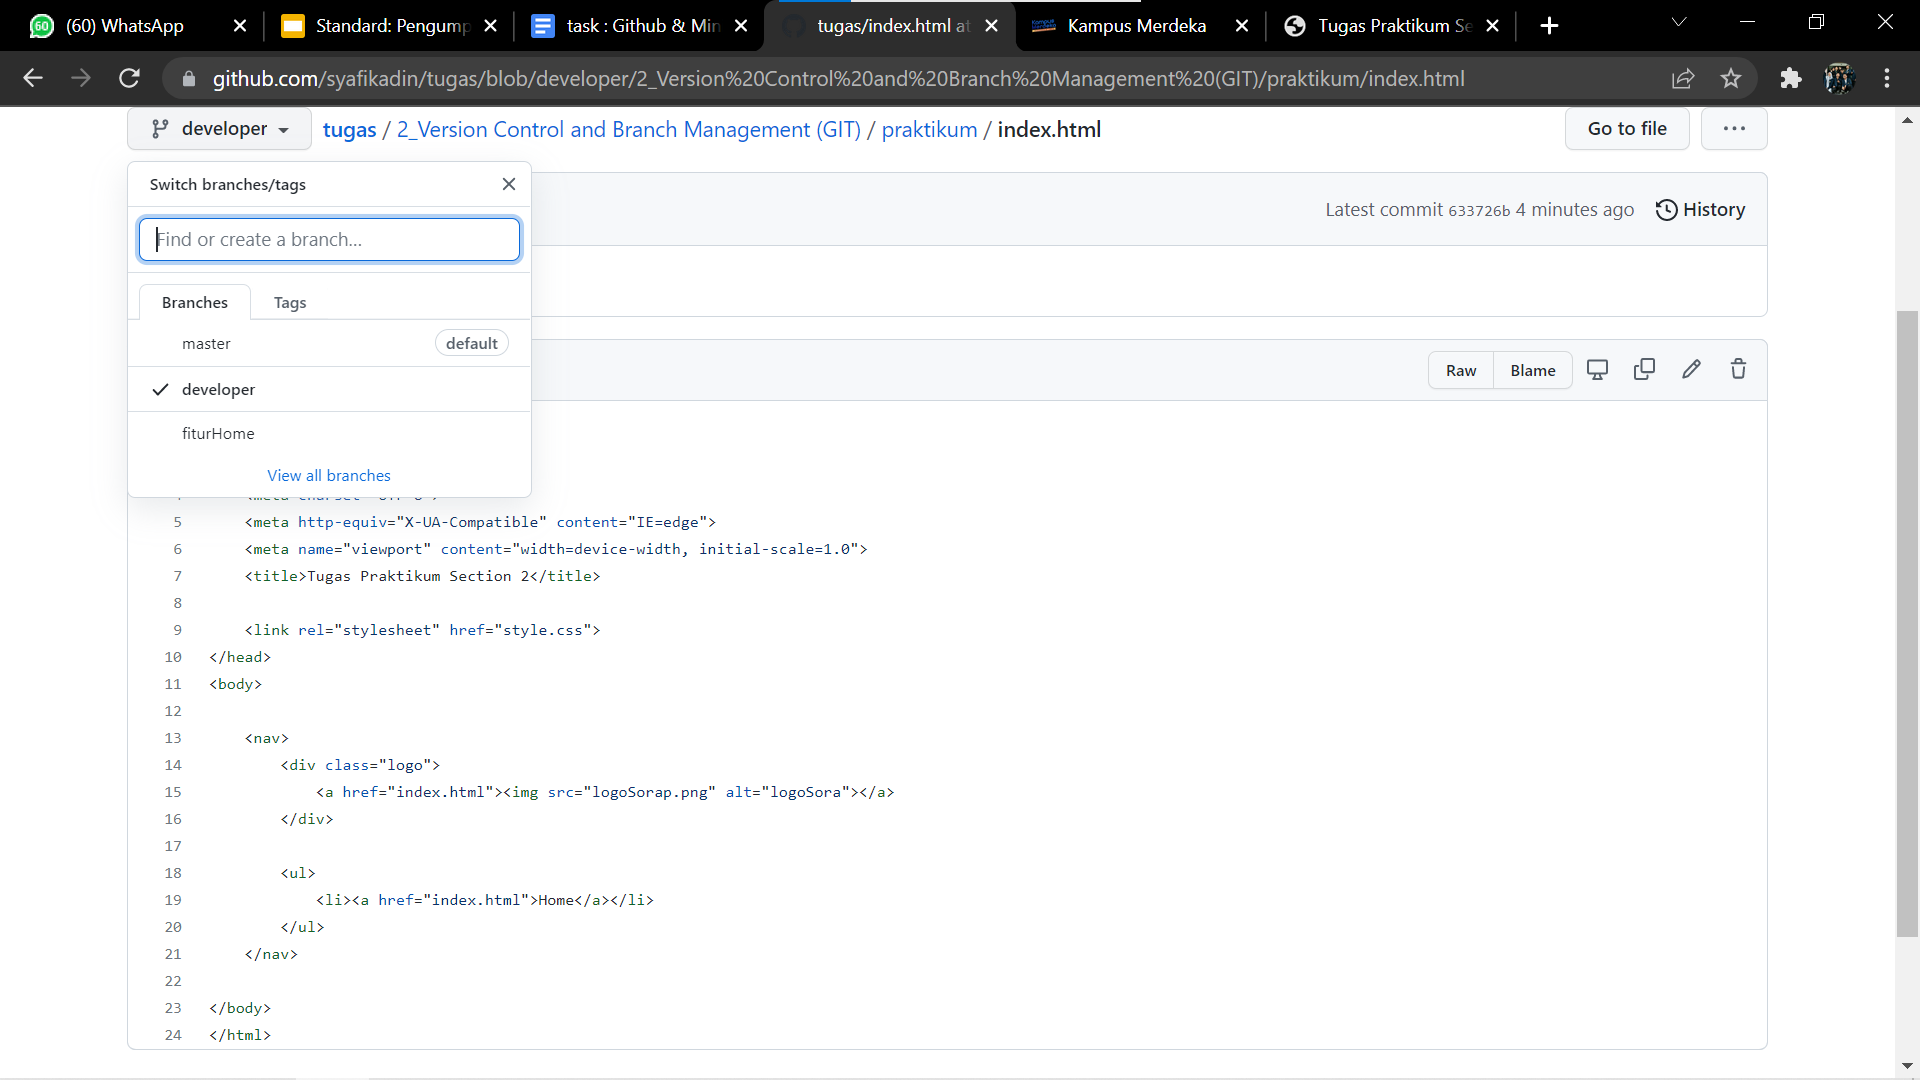 60 (60) WhatsApp
Standard: Pengump
task : Github & Min
tugas/index.html at
Kampus Merdeka
Tugas Praktikum Se
github.com/syafikadin/tugas/blob/developer/2_Version%20Control%20and%20Branch%20Management%20(GIT)/praktikum/index.html
developer
tugas / 2_Version Control and Branch Management (GIT) / praktikum / index.html
Go to file
...
Switch branches/tags
Latest commit 633726b 4 minutes ago
History
Find or create a branch...
Branches
Tags
master
default
developer
fiturHome
View all branches
Raw
Blame
5 <meta http-equiv="X-UA-Compatible" content="IE=edge">
6 <meta name="viewport" content="width=device-width, initial-scale=1.0">
7 <title>Tugas Praktikum Section 2</title>
8
9 <link rel="stylesheet" href="style.css">
10 </head>
11 <body>
12
13 <nav>
14 <div class="logo">
15 <a href="index.html"><img src="logoSorap.png" alt="logoSora"></a>
16 </div>
17
18 <ul>
19 <li><a href="index.html">Home</a></li>
20 </ul>
21 </nav>
22
23 </body>
24 </html>